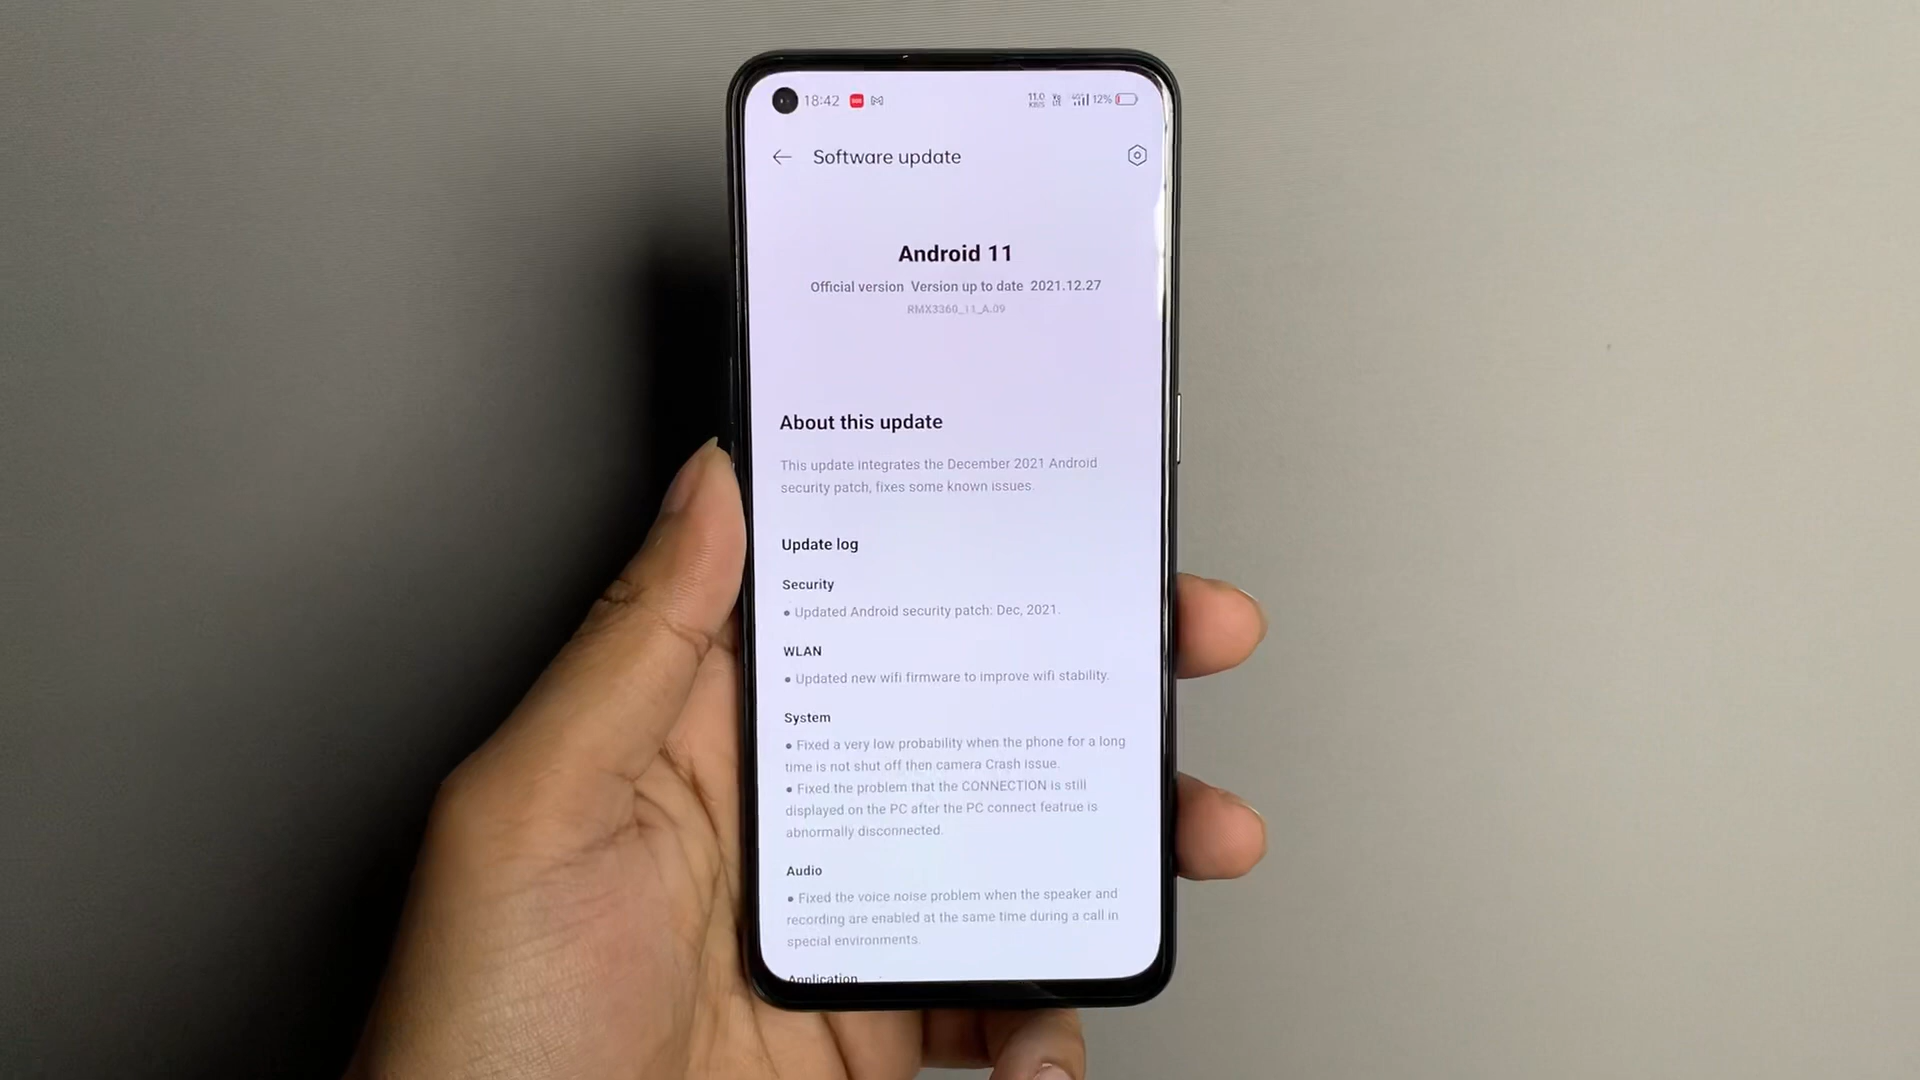 18:42
11.0 KB/S 12%
Software update
Android 11
Official version Version up to date 2021.12.27
RMX3360_11_A.09
About this update
This update integrates the December 2021 Android
security patch, fixes some known issues.
Update log
Security
• Updated Android security patch: Dec, 2021.
WLAN
• Updated new wifi firmware to improve wifi stability.
System
• Fixed a very low probability when the phone for a long
time is not shut off then camera Crash issue.
• Fixed the problem that the CONNECTION is still
displayed on the PC after the PC connect featrue is
abnormally disconnected.
Audio
• Fixed the voice noise problem when the speaker and
recording are enabled at the same time during a call in
special environments.
Application